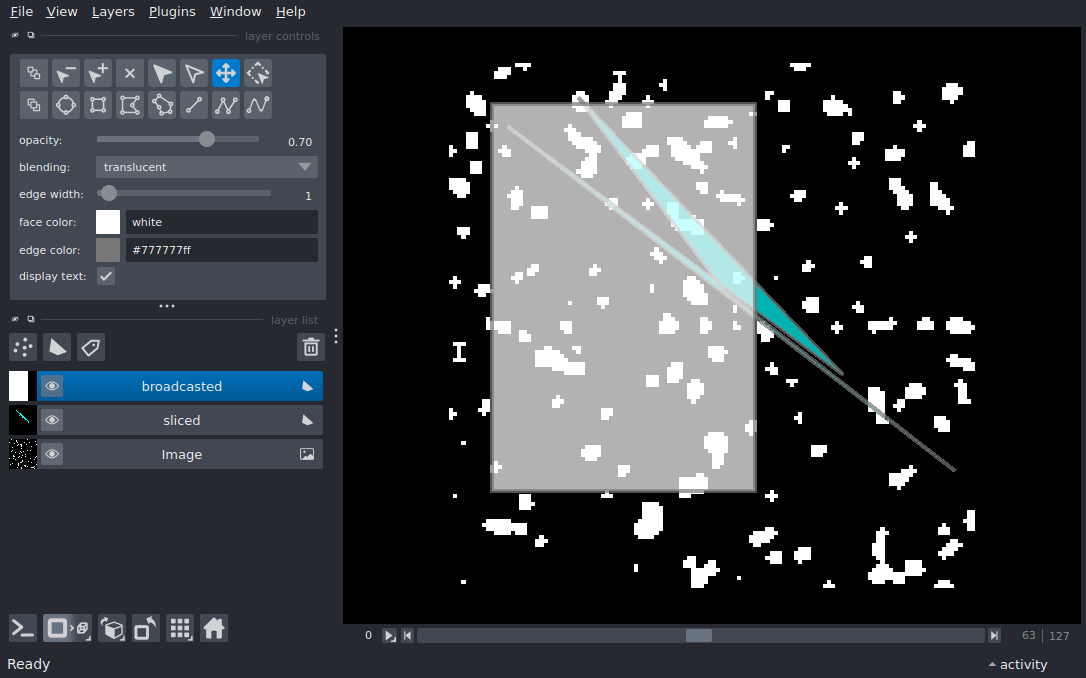 File View Layers Plugins Window Help
layer controls
opacity: 0.70
blending: translucent
edge width: 1
face color: white
edge color: #777777ff
display text:
layer list
broadcasted
sliced
Image
0 63 127
Ready activity